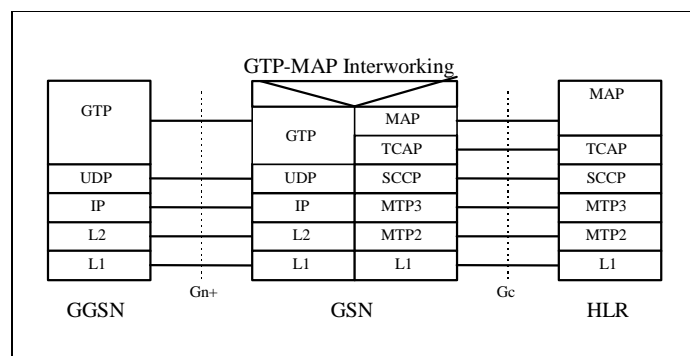 GTP-MAP Interworking
GTP
GTP
MAP
MAP
TCAP
TCAP
UDP
UDP
SCCP
SCCP
IP
IP
MTP3
MTP3
L2
L2
MTP2
MTP2
L1
L1
L1
L1
Gn+
Gc
GGSN
GSN
HLR